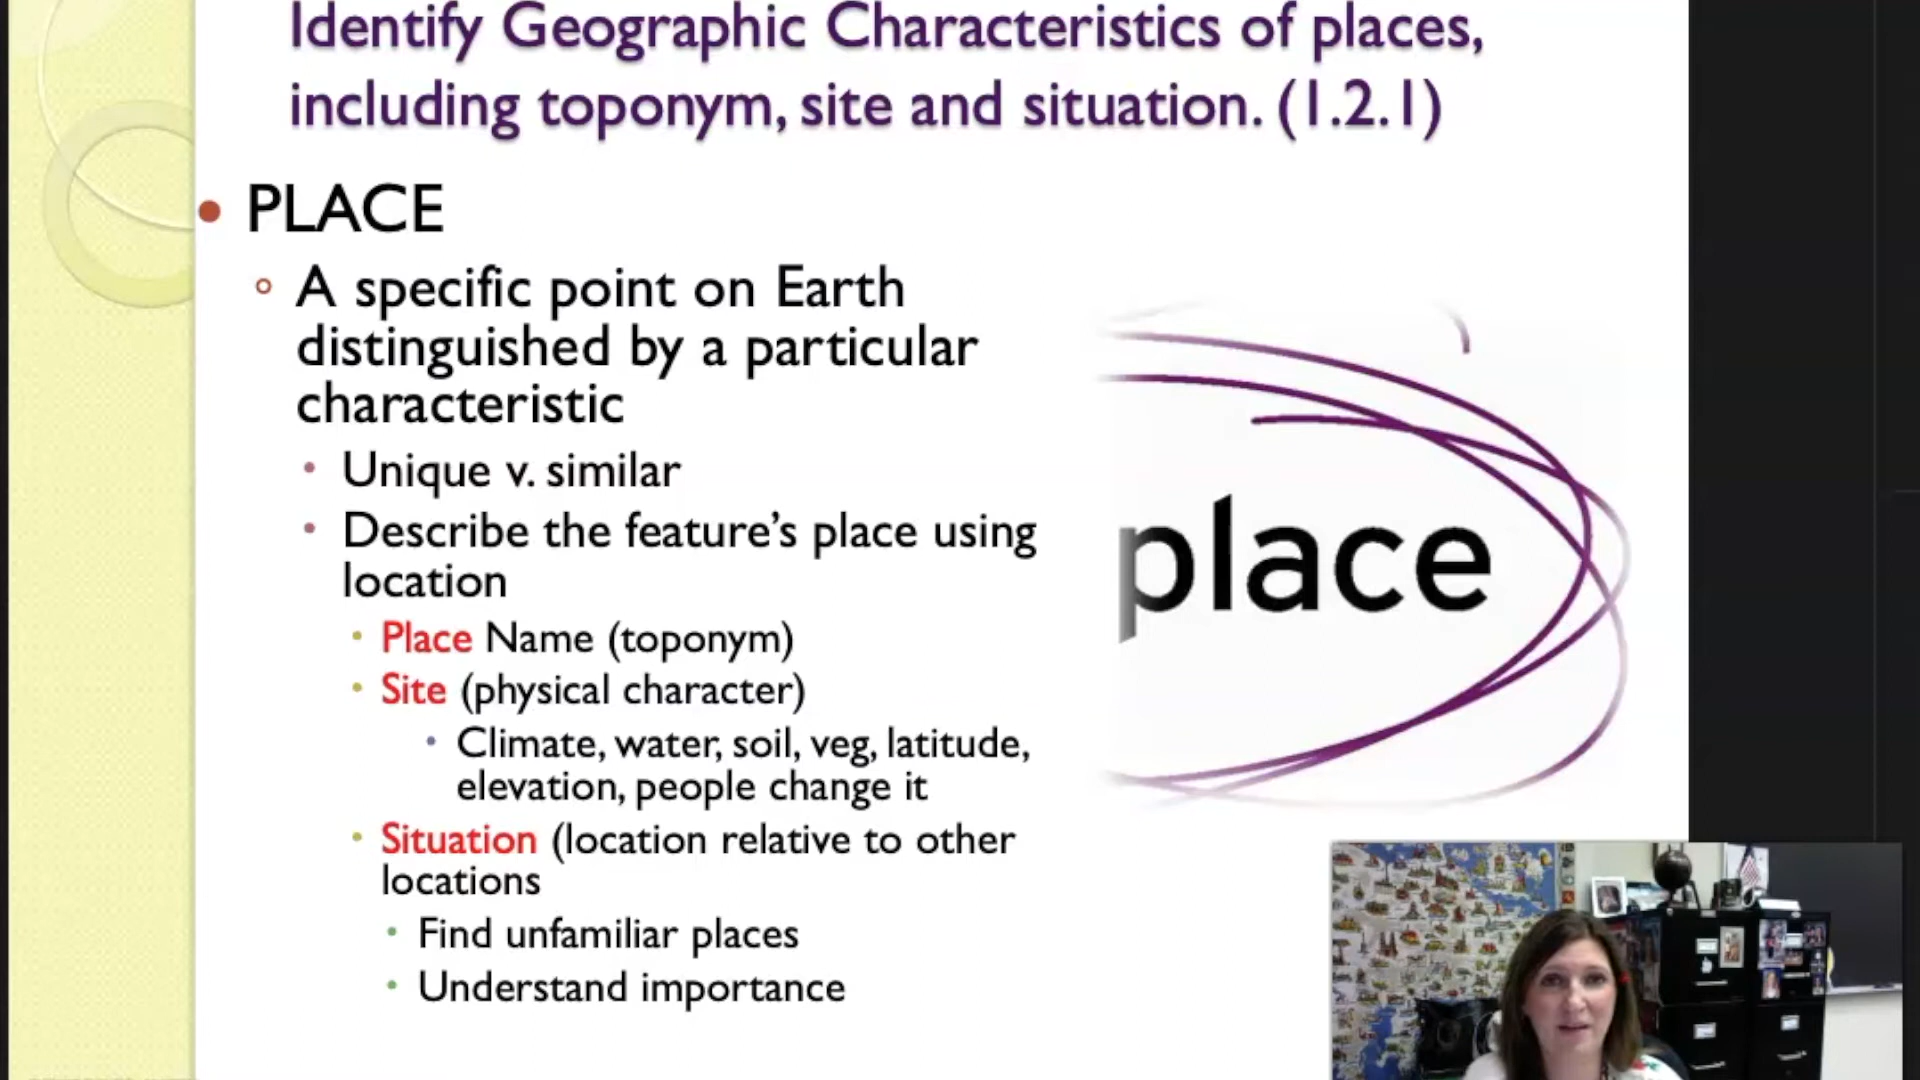 Identify Geographic Characteristics of places,
including toponym, site and situation. (1.2.1)
PLACE
A specific point on Earth
distinguished by a particular
characteristic
Unique v. similar
Describe the feature's place using
location
Place Name (toponym)
Site (physical character)
Climate, water, soil, veg, latitude,
elevation, people change it
Situation (location relative to other
locations
Find unfamiliar places
Understand importance
place